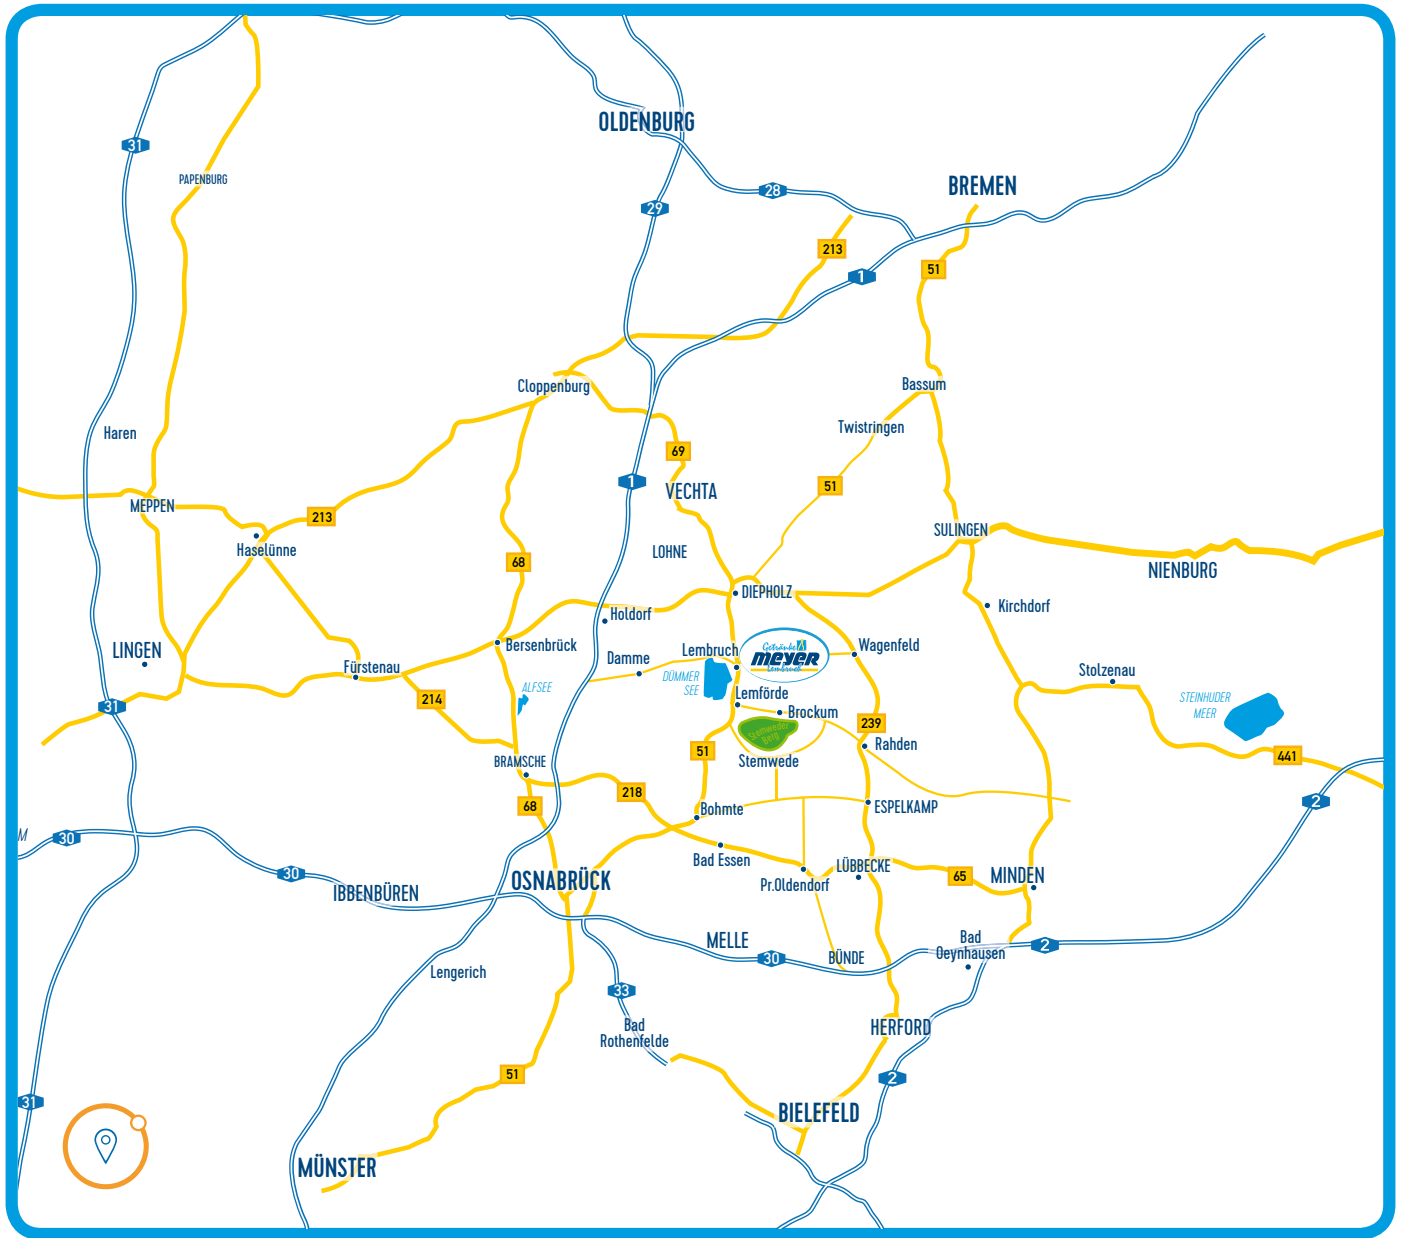 OLDENBURG
31
PAPENBURG
28
BREMEN
29
213
51
1
Cloppenburg
Bassum
Twistringen
Haren
69
1
51
VECHTA
MEPPEN
213
SULINGEN
Haselünne
LOHNE
68
NIENBURG
DIEPHOLZ
Kirchdorf
Holdorf
Bersenbrück
LINGEN
Lembruch
Getränke
meyer
Lembruch
Wagenfeld
Damme
Fürstenau
DÜMMER
SEE
Stolzenau
ALFSEE
Lemförde
STEINHUDER
MEER
214
31
Brockum
239
Stemweder
Berg
Rahden
51
441
BRAMSCHE
Stemwede
218
2
68
Bohmte
ESPELKAMP
M
30
Bad Essen
LÜBBECKE
30
OSNABRÜCK
Pr.Oldendorf
65
MINDEN
IBBENBÜREN
MELLE
Bad
Oeynhausen
2
30
BÜNDE
Lengerich
33
Bad
Rothenfelde
HERFORD
51
2
31
BIELEFELD
MÜNSTER